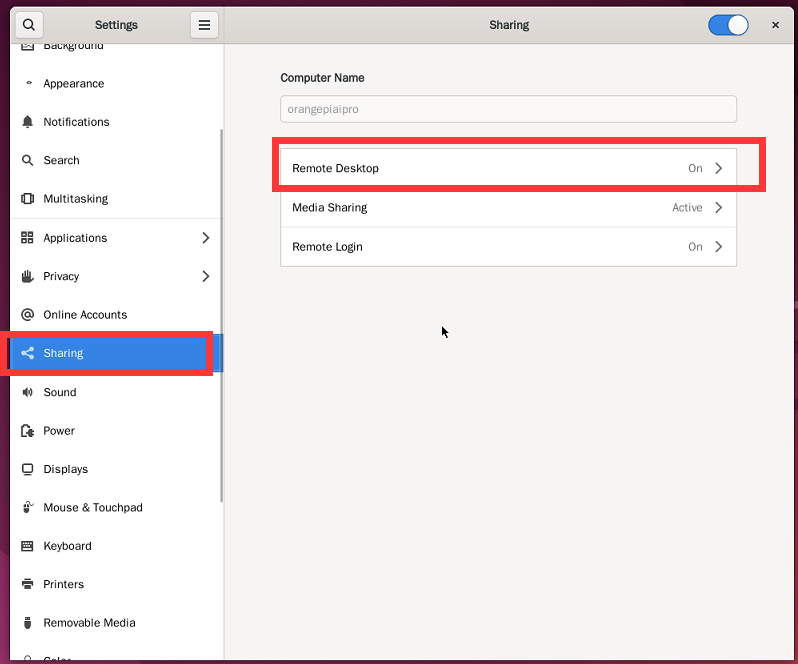 Settings
Sharing
Background
Appearance
Notifications
Search
Multitasking
Applications
Privacy
Online Accounts
Sharing
Sound
Power
Displays
Mouse & Touchpad
Keyboard
Printers
Removable Media
Color
Computer Name
orangepiaipro
Remote Desktop On
Media Sharing Active
Remote Login On